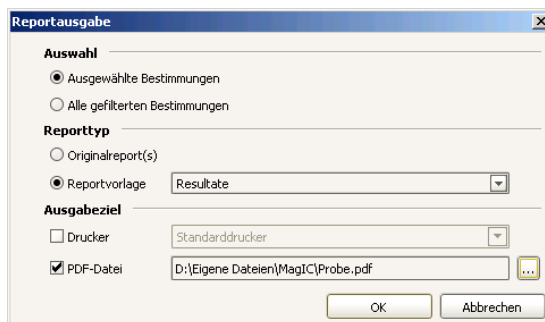 Reportausgabe
Auswahl
Ausgewählte Bestimmungen
Alle gefilterten Bestimmungen
Reporttyp
Originalreport(s)
Reportvorlage Resultate
Ausgabeziel
Drucker Standarddrucker
PDF-Datei D:\Eigene Dateien\MagIC\Probe.pdf ...
OK Abbrechen